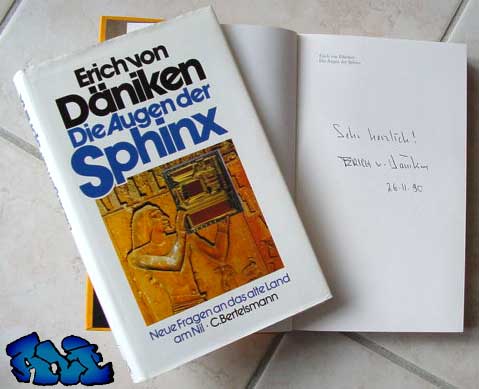 Erich von
Däniken
Die Augen der
Sphinx
Neue Fragen an das alte Land
am Nil · C. Bertelsmann
Erich von Däniken
Die Augen der Sphinx
Sehr herzlich!
ERICH v. Däniken
26.11.90